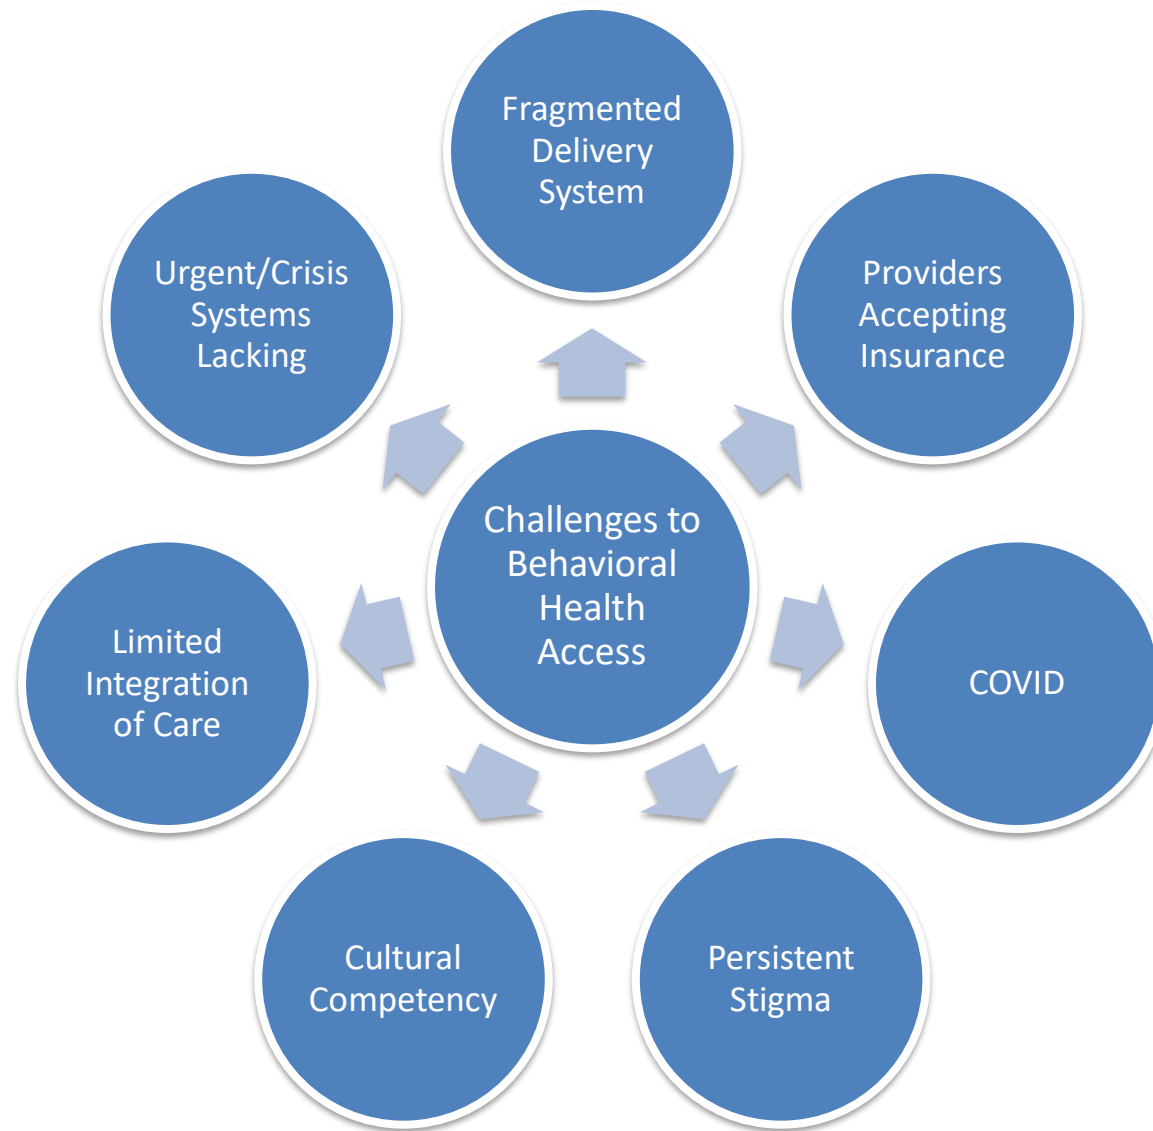 Fragmented
Delivery
System
Providers
Accepting
Insurance
COVID
Persistent
Stigma
Cultural
Competency
Limited
Integration
of Care
Urgent/Crisis
Systems
Lacking
Challenges to
Behavioral
Health
Access